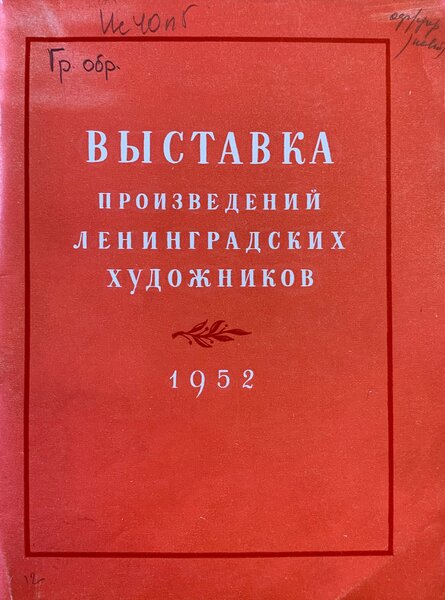 Гр обр.
ВЫСТАВКА
ПРОИЗВЕДЕНИЙ
ЛЕНИНГРАДСКИХ
ХУДОЖНИКОВ
1952